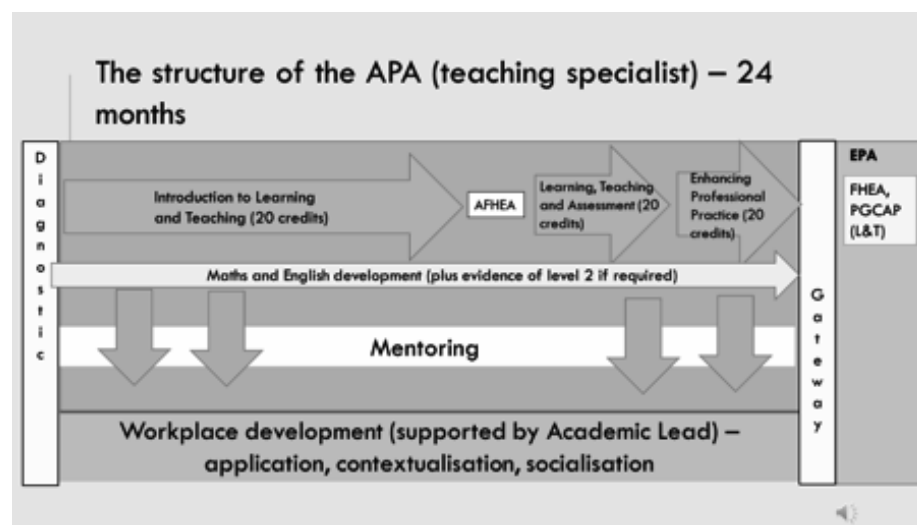 The structure of the APA (teaching specialist) – 24
months
Diagnostic
Introduction to Learning
and Teaching (20 credits)
AFHEA
Learning, Teaching
and Assessment (20
credits)
Enhancing
Professional
Practice (20
credits)
Maths and English development (plus evidence of level 2 if required)
Mentoring
Workplace development (supported by Academic Lead) –
application, contextualisation, socialisation
Gateway
EPA
FHEA,
PGCAP
(L&T)